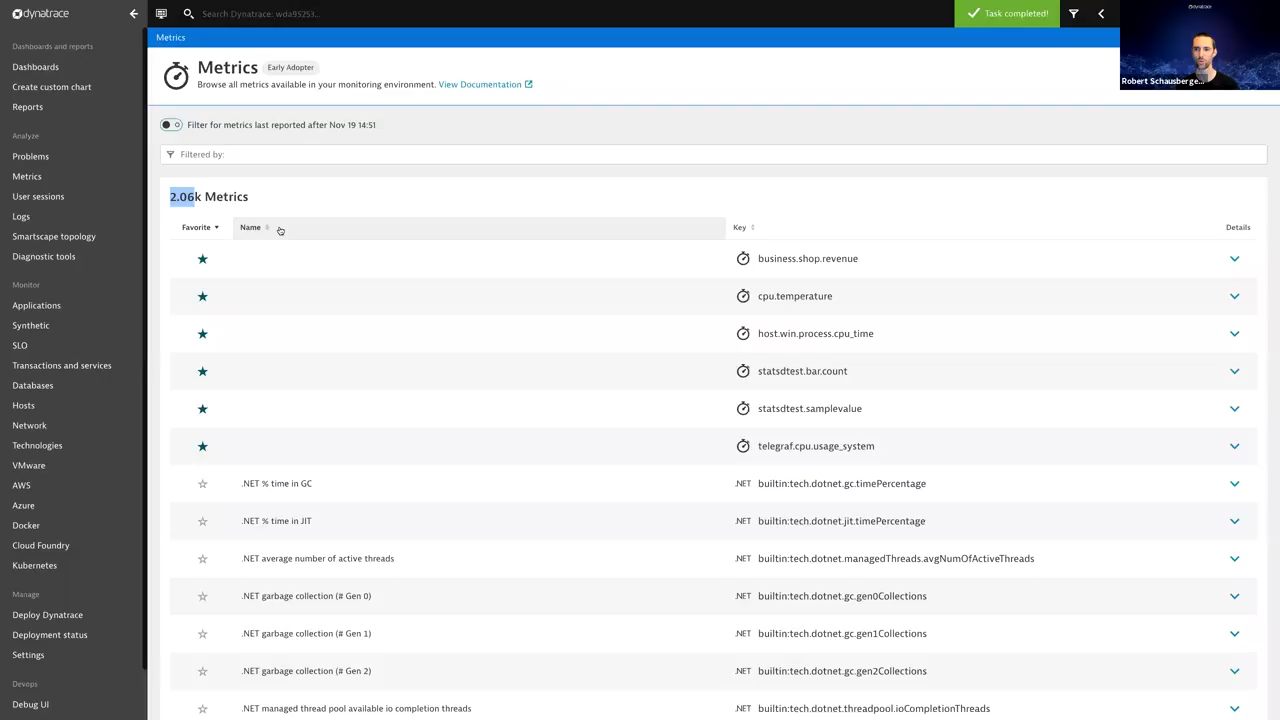 dynatrace
Search Dynatrace: wda95253...
Task completed!
dynatrace
Robert Schausberge...
Dashboards and reports
Dashboards
Create custom chart
Reports
Analyze
Problems
Metrics
User sessions
Logs
Smartscape topology
Diagnostic tools
Monitor
Applications
Synthetic
SLO
Transactions and services
Databases
Hosts
Network
Technologies
VMware
AWS
Azure
Docker
Cloud Foundry
Kubernetes
Manage
Deploy Dynatrace
Deployment status
Settings
Devops
Debug UI
Metrics
Metrics Early Adopter
Browse all metrics available in your monitoring environment. View Documentation
Filter for metrics last reported after Nov 19 14:51
Filtered by:
2.06k Metrics
Favorite Name Key Details
business.shop.revenue
cpu.temperature
host.win.process.cpu_time
statsdtest.bar.count
statsdtest.samplevalue
telegraf.cpu.usage_system
.NET % time in GC .NET builtin:tech.dotnet.gc.timePercentage
.NET % time in JIT .NET builtin:tech.dotnet.jit.timePercentage
.NET average number of active threads .NET builtin:tech.dotnet.managedThreads.avgNumOfActiveThreads
.NET garbage collection (# Gen 0) .NET builtin:tech.dotnet.gc.gen0Collections
.NET garbage collection (# Gen 1) .NET builtin:tech.dotnet.gc.gen1Collections
.NET garbage collection (# Gen 2) .NET builtin:tech.dotnet.gc.gen2Collections
.NET managed thread pool available io completion threads .NET builtin:tech.dotnet.threadpool.ioCompletionThreads